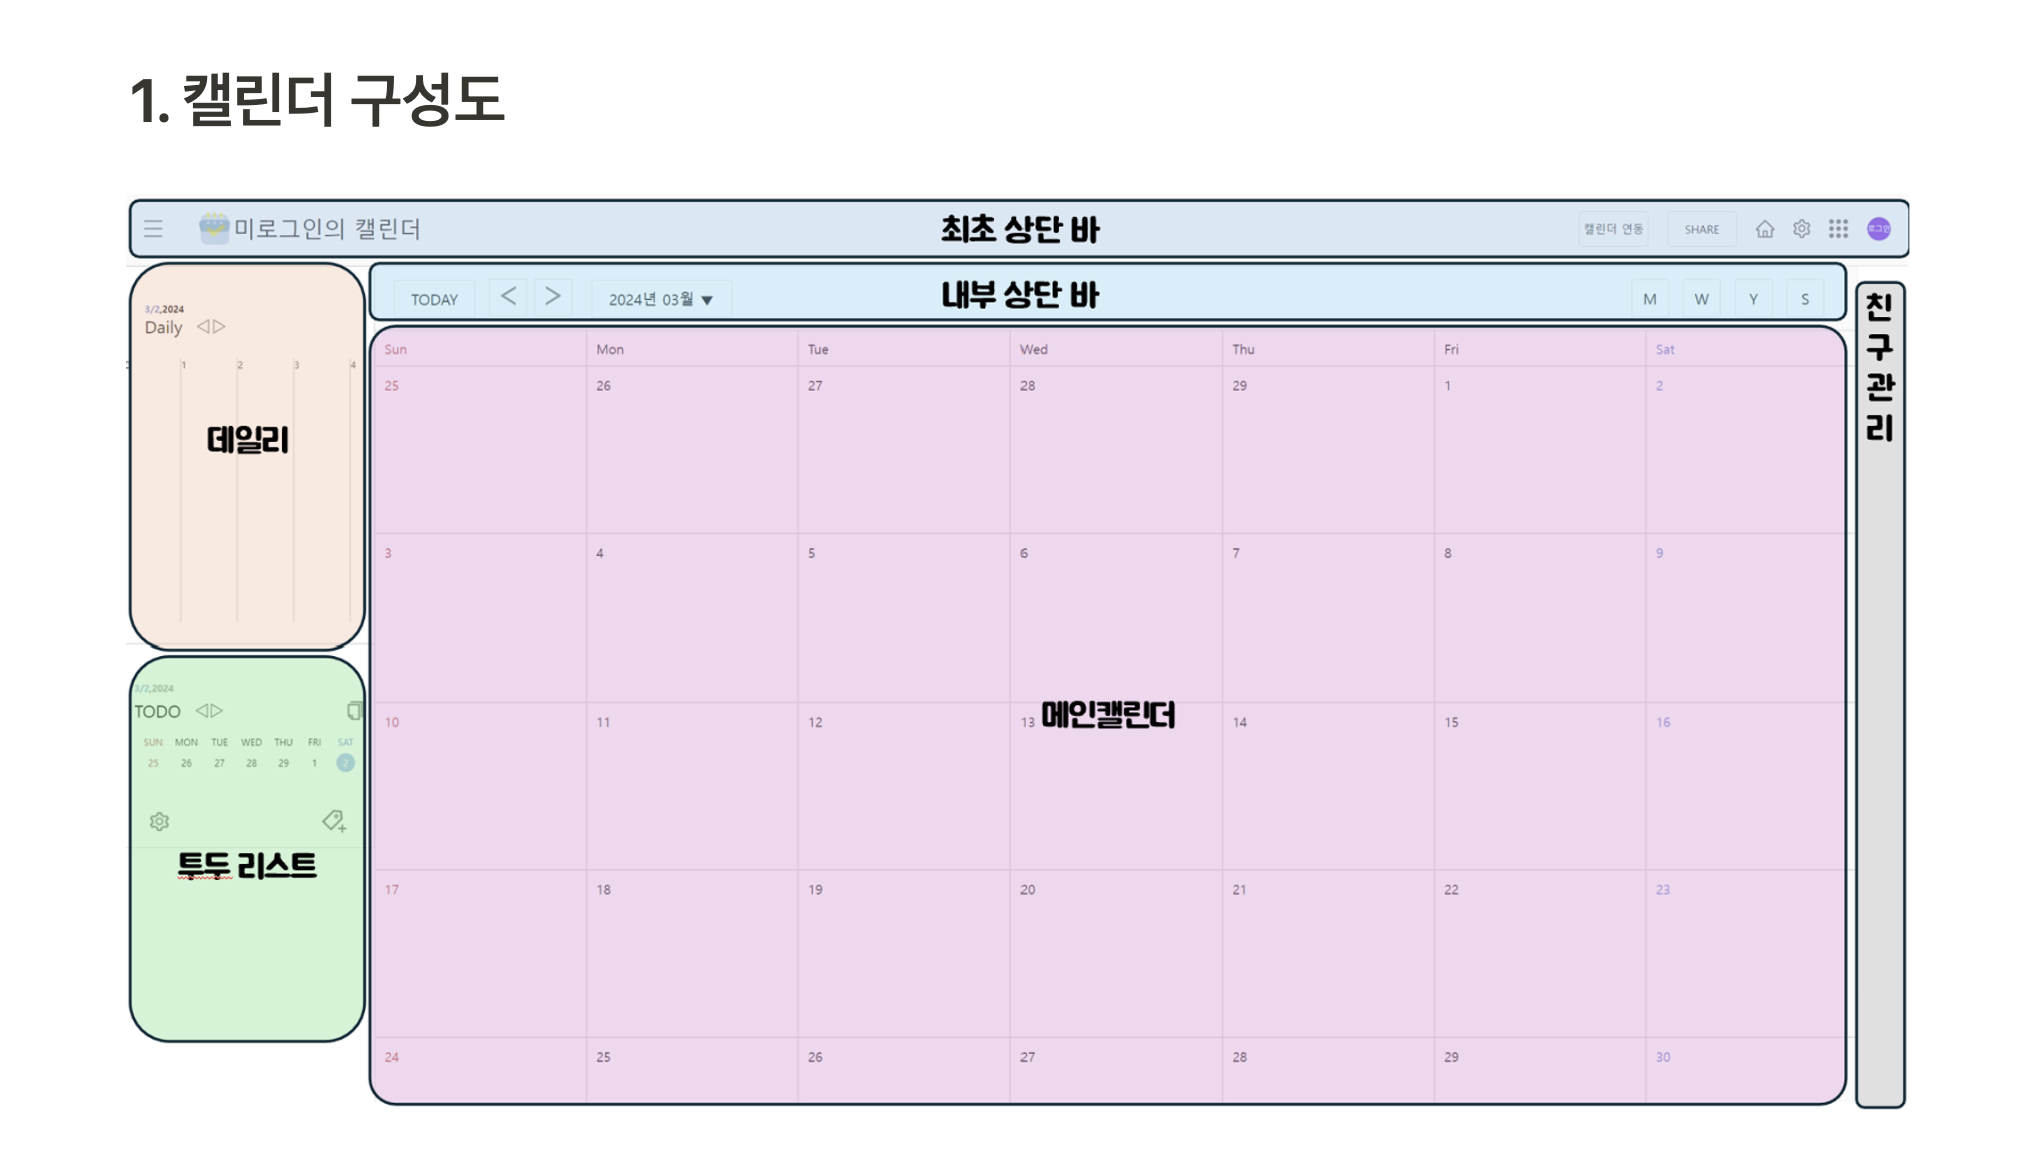 1. 캘린더 구성도
미로그인의 캘린더
최초 상단 바
캘린더 연동
SHARE
로그인
3/2,2024
Daily
1 2 3 4
데일리
TODAY < > 2024년 03월 ▼
내부 상단 바
M W Y S
Sun Mon Tue Wed Thu Fri Sat
25 26 27 28 29 1 2
3 4 5 6 7 8 9
10 11 12 13 14 15 16
메인캘린더
17 18 19 20 21 22 23
24 25 26 27 28 29 30
3/2,2024
TODO
SUN MON TUE WED THU FRI SAT
25 26 27 28 29 1 2
투두 리스트
친
구
관
리